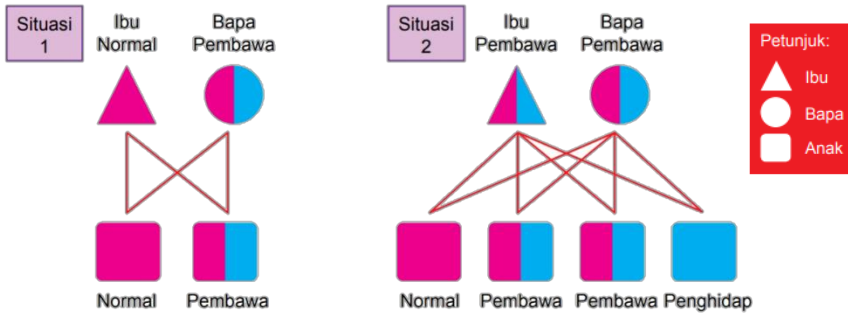 Situasi
1
Ibu
Normal
Bapa
Pembawa
Normal
Pembawa
Situasi
2
Ibu
Pembawa
Bapa
Pembawa
Normal
Pembawa
Pembawa
Penghidap
Petunjuk:
Ibu
Bapa
Anak